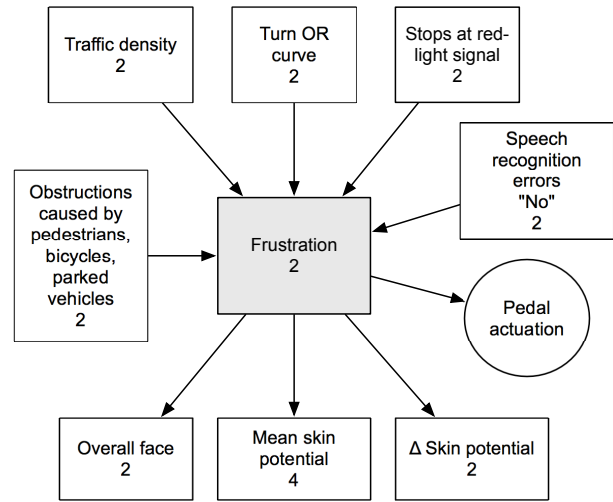 Traffic density
2
Turn OR
curve
2
Stops at red-
light signal
2
Speech
recognition
errors
"No"
2
Obstructions
caused by
pedestrians,
bicycles,
parked
vehicles
2
Frustration
2
Pedal
actuation
Overall face
2
Mean skin
potential
4
Δ Skin potential
2